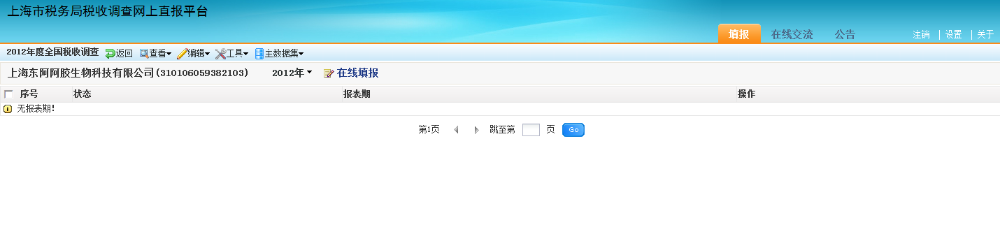 上海市税务局税收调查网上直报平台
填报 在线交流 公告 注销 | 设置 | 关于
2012年度全国税收调查 返回 查看 编辑 工具 主数据集
上海东阿阿胶生物科技有限公司(310106059382103) 2012年 在线填报
序号 状态 报表期 操作
无报表期!
第1页 跳至第 页 Go